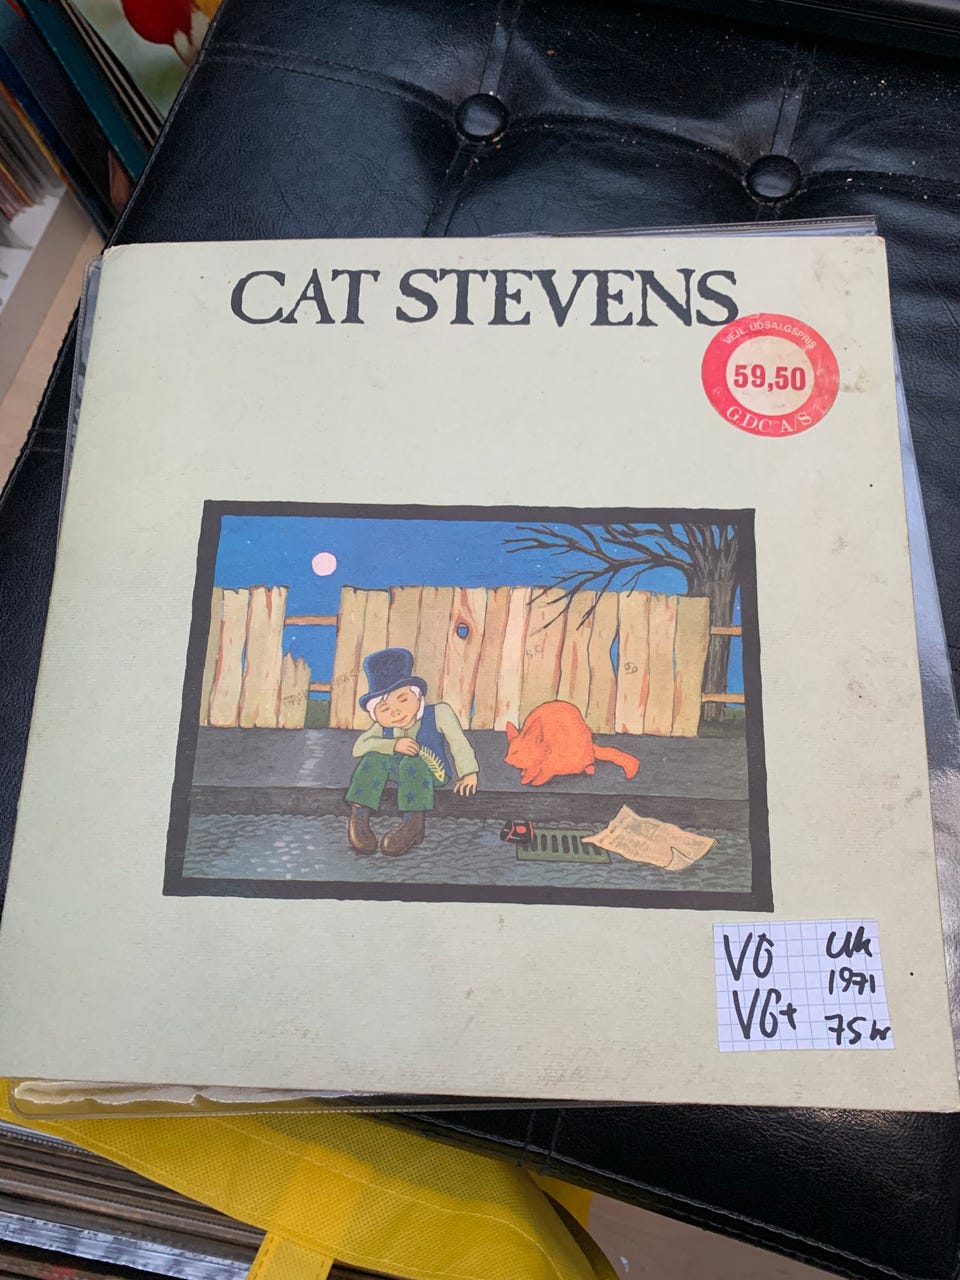 CAT STEVENS
VEJL. UDSALGSPRIS
59,50
G.D.C. A/S
VG UK
1971
VG+ 75 kr